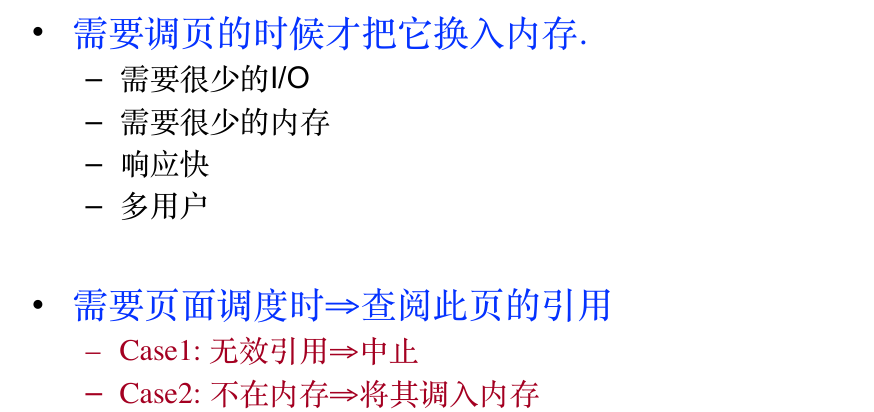 • 需要调页的时候才把它换入内存.
– 需要很少的I/O
– 需要很少的内存
– 响应快
– 多用户
• 需要页面调度时⇒查阅此页的引用
– Case1: 无效引用⇒中止
– Case2: 不在内存⇒将其调入内存